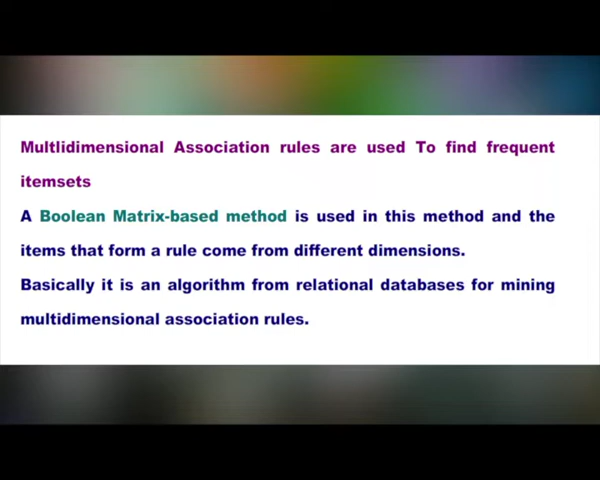 Multlidimensional Association rules are used To find frequent
itemsets
A Boolean Matrix-based method is used in this method and the
items that form a rule come from different dimensions.
Basically it is an algorithm from relational databases for mining
multidimensional association rules.